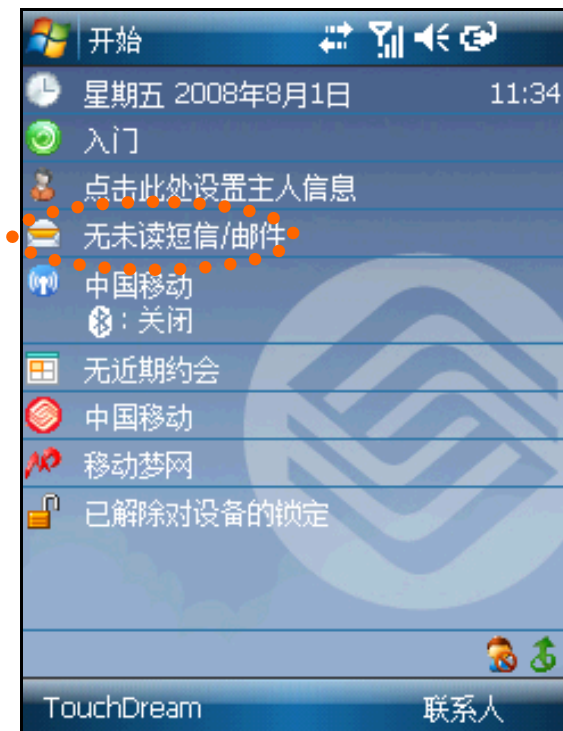 开始
星期五 2008年8月1日 11:34
入门
点击此处设置主人信息
无未读短信/邮件
中国移动
：关闭
无近期约会
中国移动
移动梦网
已解除对设备的锁定
TouchDream 联系人